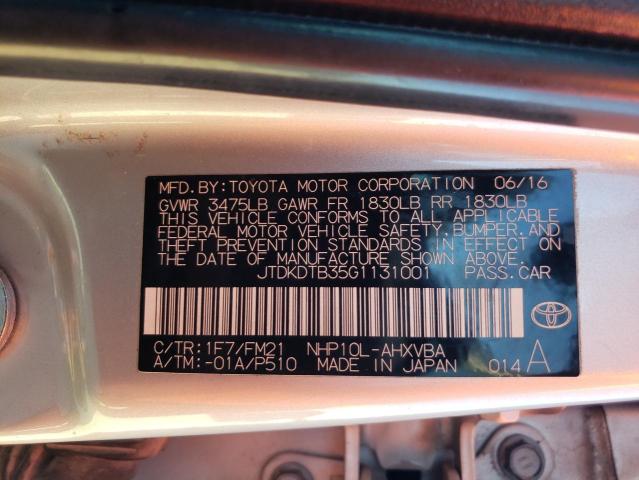 MFD. BY: TOYOTA MOTOR CORPORATION 06/16
GVWR 3475LB GAWR FR 1830LB RR 1830LB
THIS VEHICLE CONFORMS TO ALL APPLICABLE
FEDERAL MOTOR VEHICLE SAFETY, BUMPER, AND
THEFT PREVENTION STANDARDS IN EFFECT ON
THE DATE OF MANUFACTURE SHOWN ABOVE.
JTDKDTB35G1131001 PASS. CAR
C/TR: 1F7/FM21 NHP10L-AHXVBA
A/TM: -01A/P510 MADE IN JAPAN 014 A